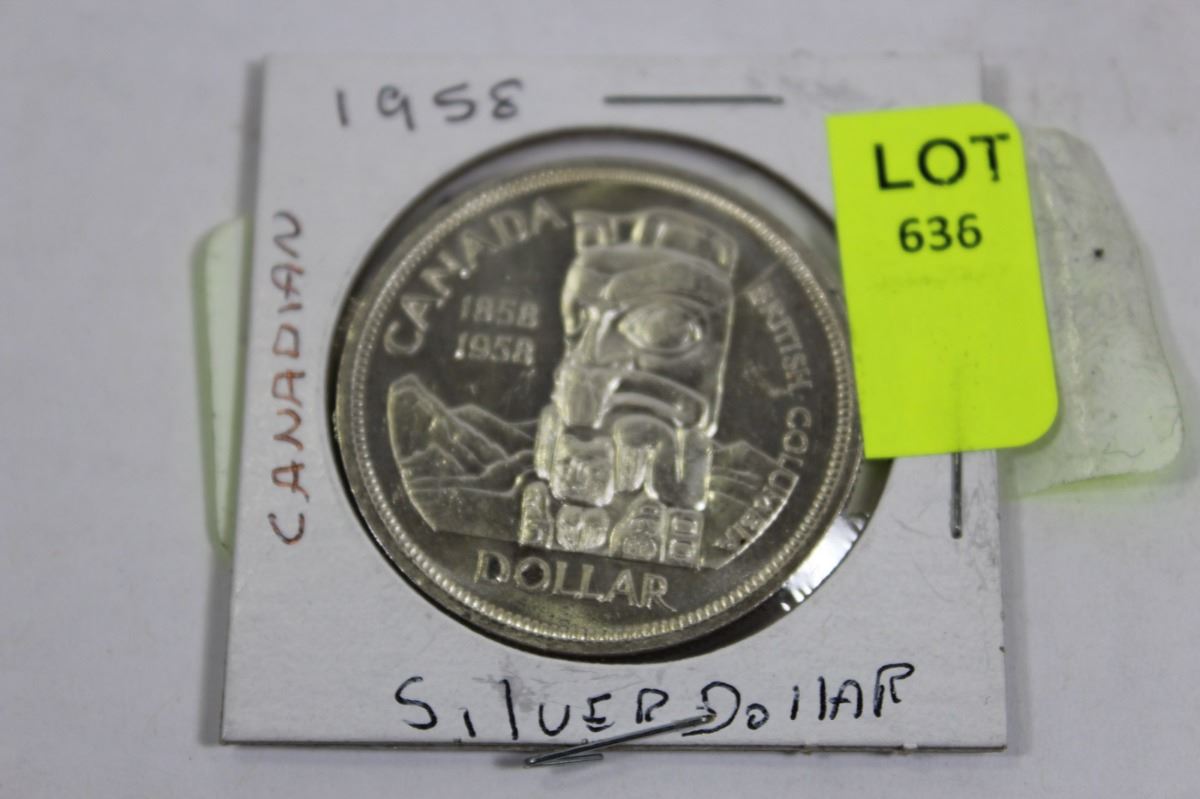 1958
LOT
636
CANADIAN
CANADA
1858
1958
BRITISH COLUMBIA
DOLLAR
SILVER DOllAR